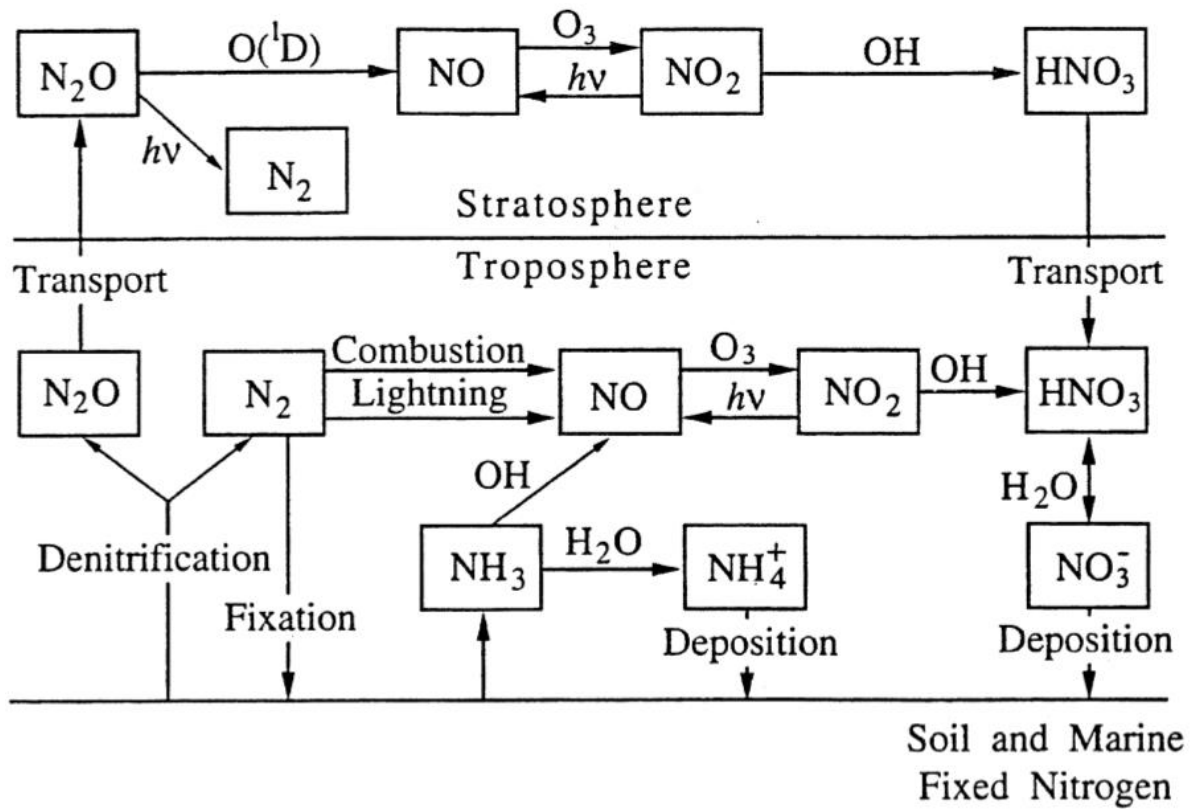 O(¹D)
O₃
OH
N₂O
NO
NO₂
HNO₃
hν
hν
N₂
Stratosphere
Troposphere
Transport
Transport
Combustion
O₃
OH
N₂O
N₂
Lightning
NO
hν
NO₂
HNO₃
OH
H₂O
H₂O
Denitrification
NH₃
NH₄⁺
NO₃⁻
Fixation
Deposition
Deposition
Soil and Marine
Fixed Nitrogen